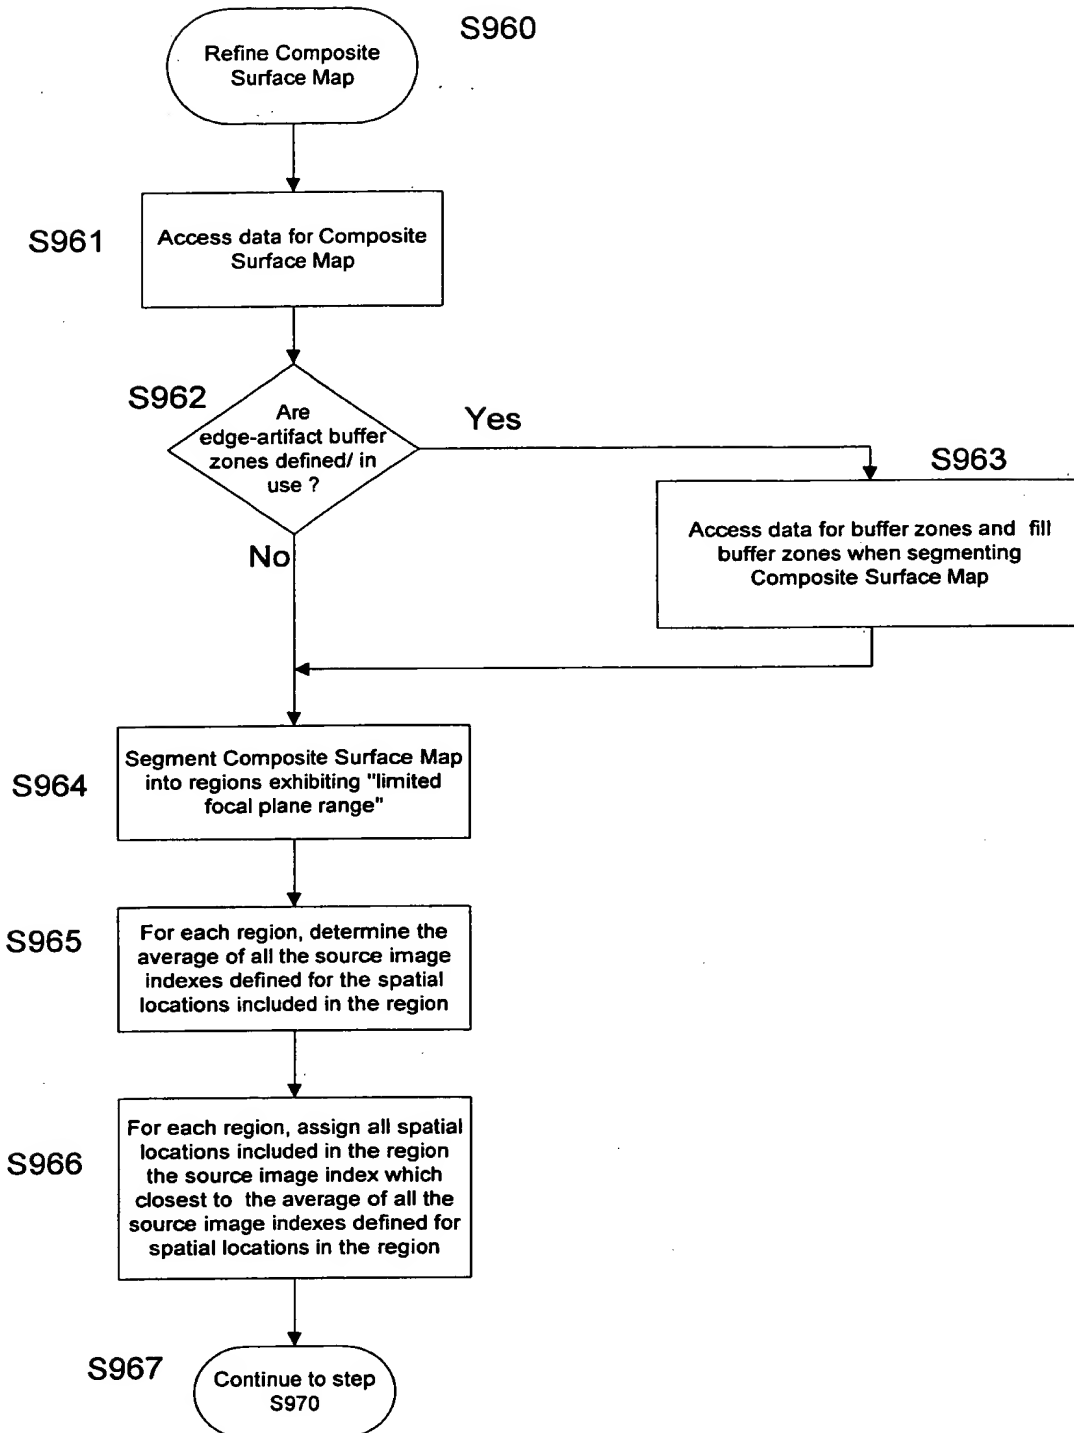 S960
Refine Composite
Surface Map
S961
Access data for Composite
Surface Map
S962
Are
edge-artifact buffer
zones defined/ in
use ?
Yes
No
S963
Access data for buffer zones and fill
buffer zones when segmenting
Composite Surface Map
S964
Segment Composite Surface Map
into regions exhibiting "limited
focal plane range"
S965
For each region, determine the
average of all the source image
indexes defined for the spatial
locations included in the region
S966
For each region, assign all spatial
locations included in the region
the source image index which
closest to the average of all the
source image indexes defined for
spatial locations in the region
S967
Continue to step
S970